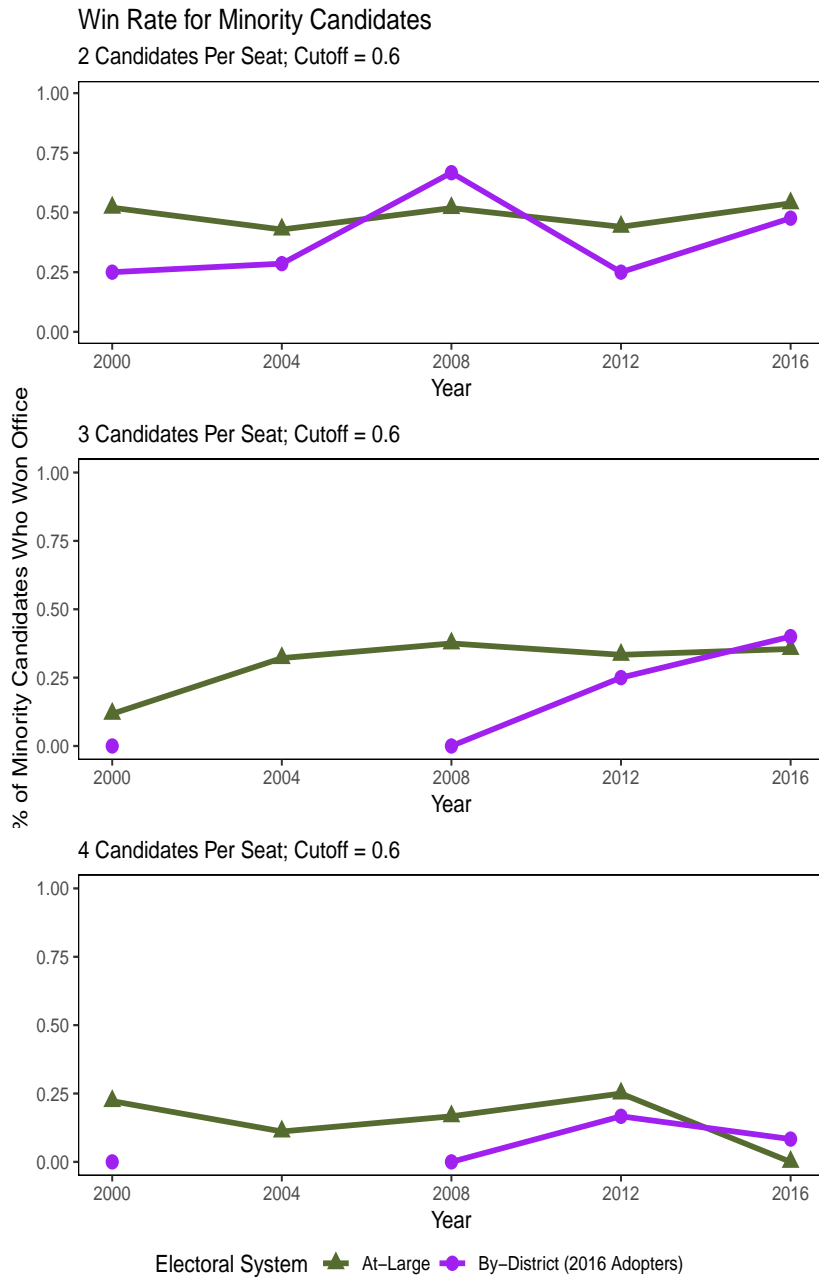 Win Rate for Minority Candidates
2 Candidates Per Seat; Cutoff = 0.6
1.00
0.75
0.50
0.25
0.00
2000 2004 2008 2012 2016
Year
% of Minority Candidates Who Won Office
3 Candidates Per Seat; Cutoff = 0.6
1.00
0.75
0.50
0.25
0.00
2000 2004 2008 2012 2016
Year
4 Candidates Per Seat; Cutoff = 0.6
1.00
0.75
0.50
0.25
0.00
2000 2004 2008 2012 2016
Year
Electoral System At−Large By−District (2016 Adopters)